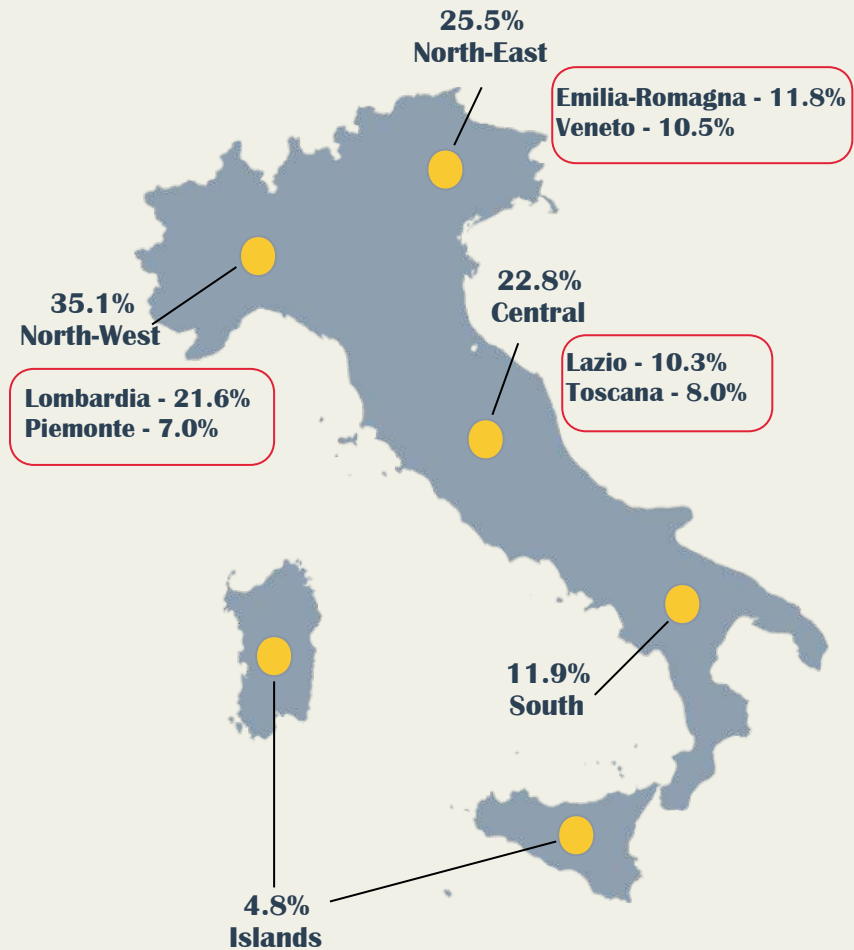 25.5%
North-East
Emilia-Romagna - 11.8%
Veneto - 10.5%
35.1%
North-West
22.8%
Central
Lombardia - 21.6%
Piemonte - 7.0%
Lazio - 10.3%
Toscana - 8.0%
11.9%
South
4.8%
Islands